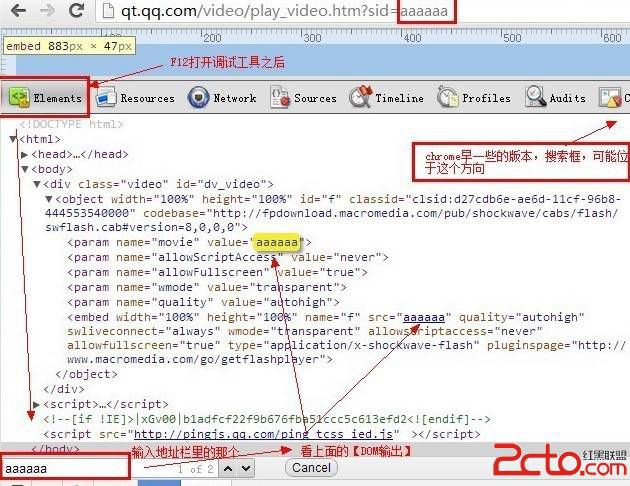 qt.qq.com/video/play_video.htm?sid=aaaaaa
embed 883px × 47px
200 300 400 500 600
F12打开调试工具之后
Elements Resources Network Sources Timeline Profiles Audits C
<!DOCTYPE html>
chrome早一些的版本，搜索框，可能位
于这个方向
▼<html>
▶<head>…</head>
▼<body>
▼<div class="video" id="dv_video">
▼<object width="100%" height="100%" id="f" classid="clsid:d27cdb6e-ae6d-11cf-96b8-
444553540000" codebase="http://fpdownload.macromedia.com/pub/shockwave/cabs/flash/
swflash.cab#version=8,0,0,0">
<param name="movie" value="aaaaaa">
<param name="allowScriptAccess" value="never">
<param name="allowFullscreen" value="true">
<param name="wmode" value="transparent">
<param name="quality" value="autohigh">
<embed width="100%" height="100%" name="f" src="aaaaaa" quality="autohigh"
swliveconnect="always" wmode="transparent" allowscriptaccess="never"
allowfullscreen="true" type="application/x-shockwave-flash" pluginspage="http://
www.macromedia.com/go/getflashplayer">
</object>
</div>
▶<script>…</script>
<!--[if !IE]>|xGv00|b1adfcf22f9b676fba51ccc5c613efd2<![endif]-->
<script src="http://pingjs.qq.com/ping_tcss_ied.js" ></script>
</body>
输入地址栏里的那个
看上面的【DOM输出】
aaaaaa 1 of 2 Cancel
红黑联盟
2cto.com